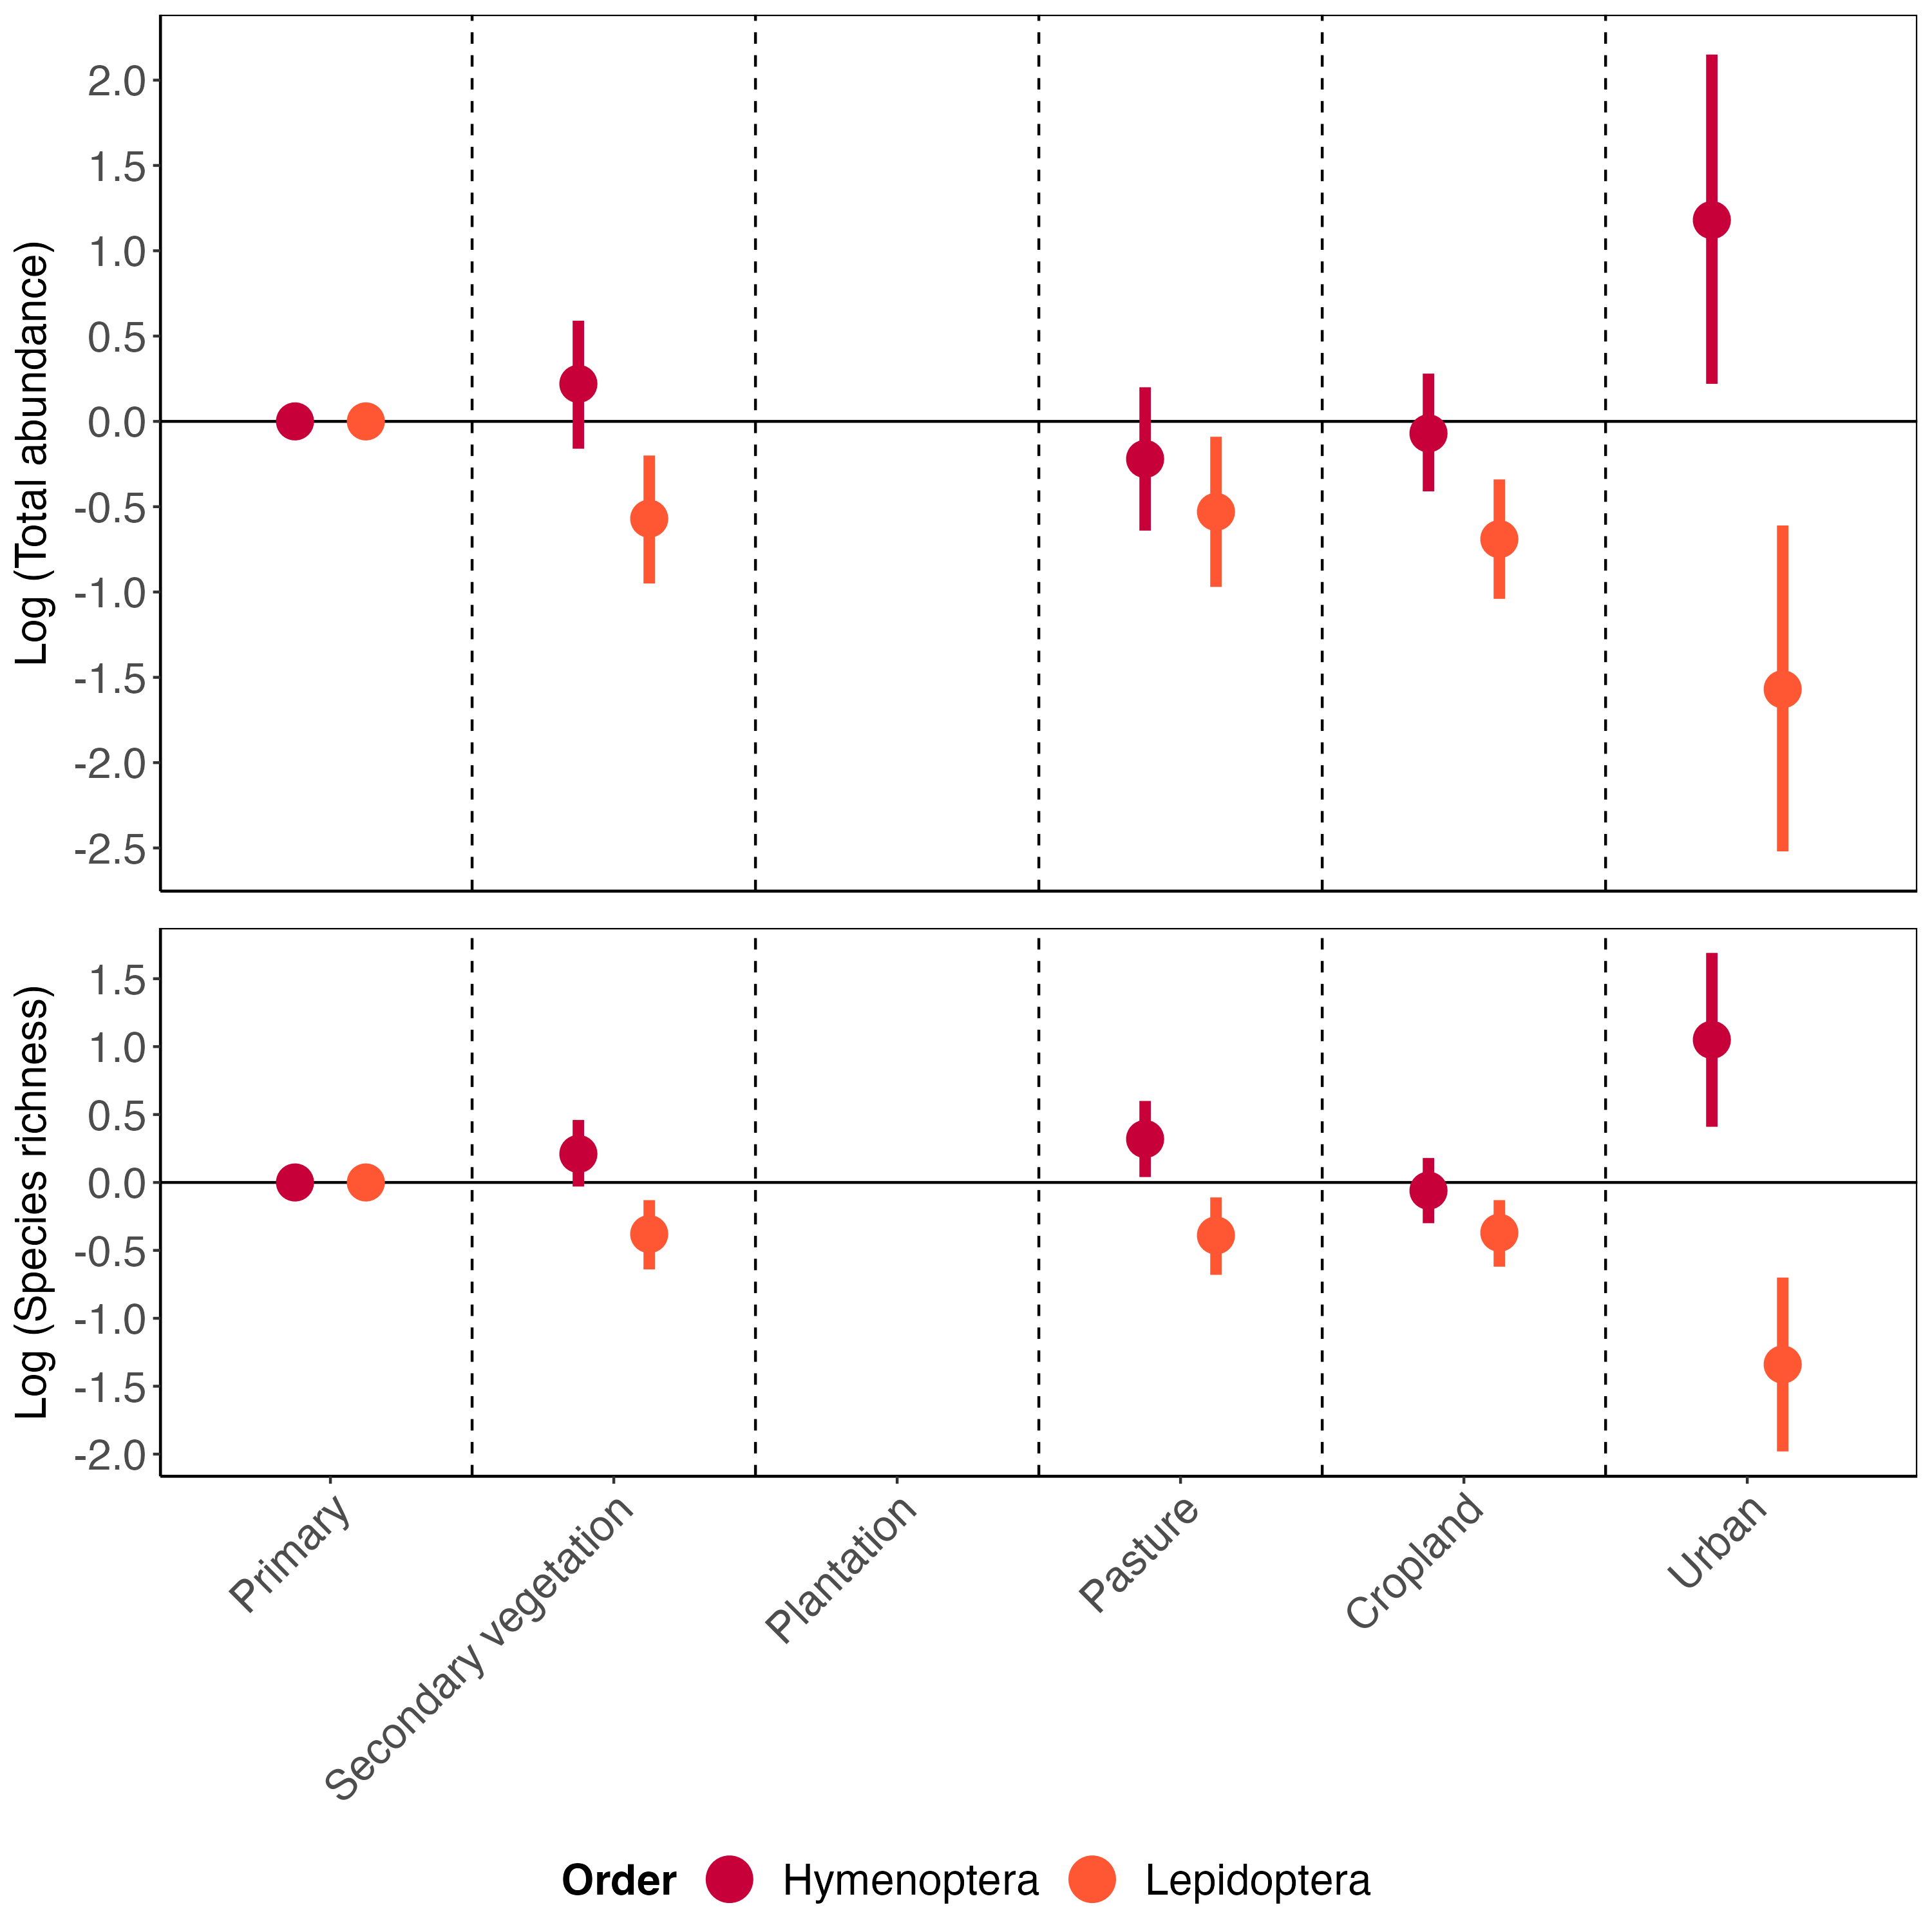 Log (Total abundance)
2.0
1.5
1.0
0.5
0.0
-0.5
-1.0
-1.5
-2.0
-2.5
Log (Species richness)
1.5
1.0
0.5
0.0
-0.5
-1.0
-1.5
-2.0
Primary
Secondary vegetation
Plantation
Pasture
Cropland
Urban
Order Hymenoptera Lepidoptera